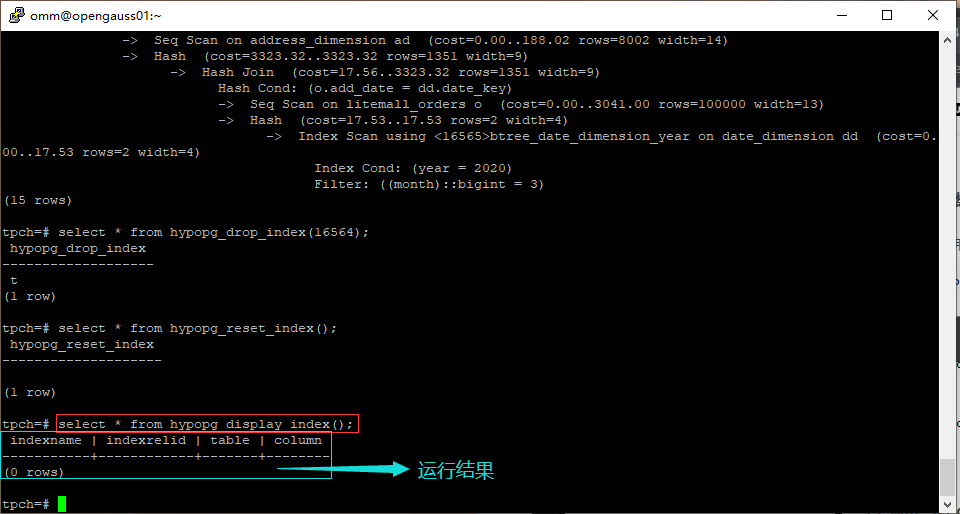 omm@opengauss01:~
-> Seq Scan on address_dimension ad (cost=0.00..188.02 rows=8002 width=14)
-> Hash (cost=3323.32..3323.32 rows=1351 width=9)
-> Hash Join (cost=17.56..3323.32 rows=1351 width=9)
Hash Cond: (o.add_date = dd.date_key)
-> Seq Scan on litemall_orders o (cost=0.00..3041.00 rows=100000 width=13)
-> Hash (cost=17.53..17.53 rows=2 width=4)
-> Index Scan using <16565>btree_date_dimension_year on date_dimension dd (cost=0.
00..17.53 rows=2 width=4)
Index Cond: (year = 2020)
Filter: ((month)::bigint = 3)
(15 rows)
tpch=# select * from hypopg_drop_index(16564);
hypopg_drop_index
-------------------
t
(1 row)
tpch=# select * from hypopg_reset_index();
hypopg_reset_index
--------------------
(1 row)
tpch=# select * from hypopg_display_index();
indexname | indexrelid | table | column
-----------+------------+-------+--------
(0 rows)
运行结果
tpch=#